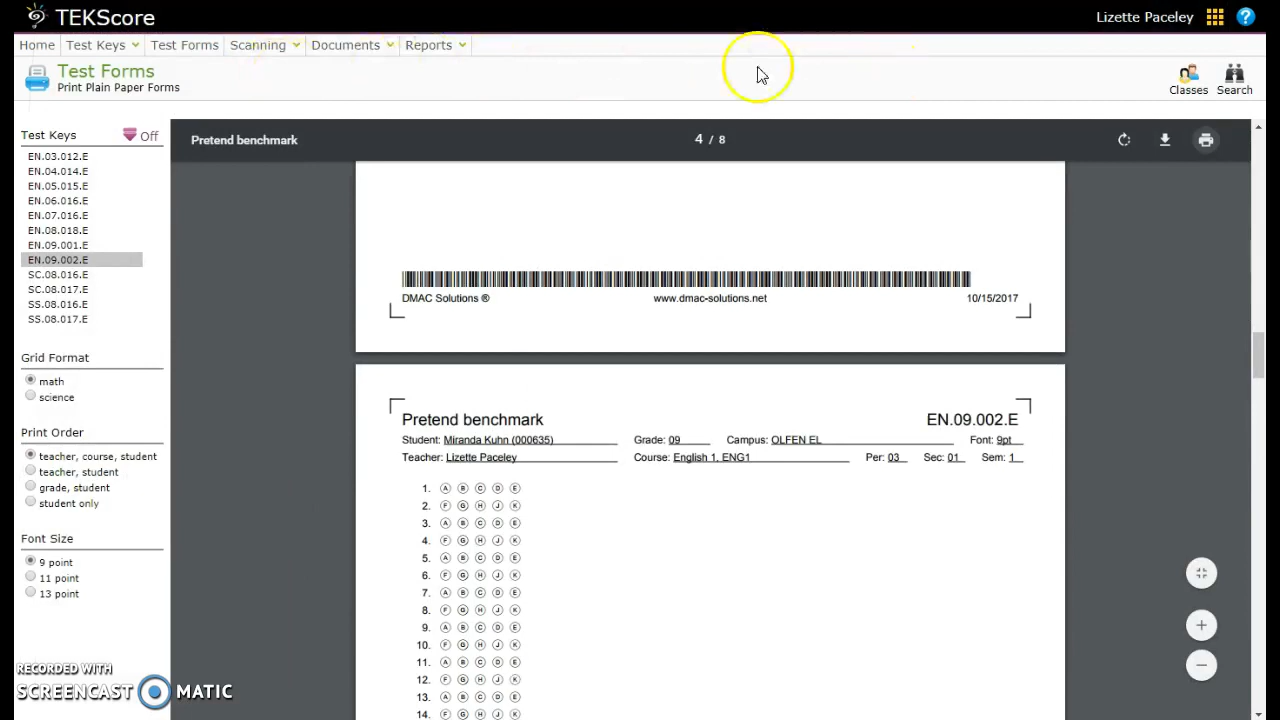 TEKScore
Lizette Paceley
?
Home
Test Keys
Test Forms
Scanning
Documents
Reports
Test Forms
Print Plain Paper Forms
Classes
Search
Test Keys
Off
EN.03.012.E
EN.04.014.E
EN.05.015.E
EN.06.016.E
EN.07.016.E
EN.08.018.E
EN.09.001.E
EN.09.002.E
SC.08.016.E
SC.08.017.E
SS.08.016.E
SS.08.017.E
Grid Format
math
science
Print Order
teacher, course, student
teacher, student
grade, student
student only
Font Size
9 point
11 point
13 point
Pretend benchmark
4 / 8
DMAC Solutions ®
www.dmac-solutions.net
10/15/2017
Pretend benchmark
EN.09.002.E
Student: Miranda Kuhn (000635) Grade: 09 Campus: OLFEN EL Font: 9pt
Teacher: Lizette Paceley Course: English 1, ENG1 Per: 03 Sec: 01 Sem: 1
1. A B C D E
2. F G H J K
3. A B C D E
4. F G H J K
5. A B C D E
6. F G H J K
7. A B C D E
8. F G H J K
9. A B C D E
10. F G H J K
11. A B C D E
12. F G H J K
13. A B C D E
14. F G H J K
RECORDED WITH
SCREENCAST MATIC